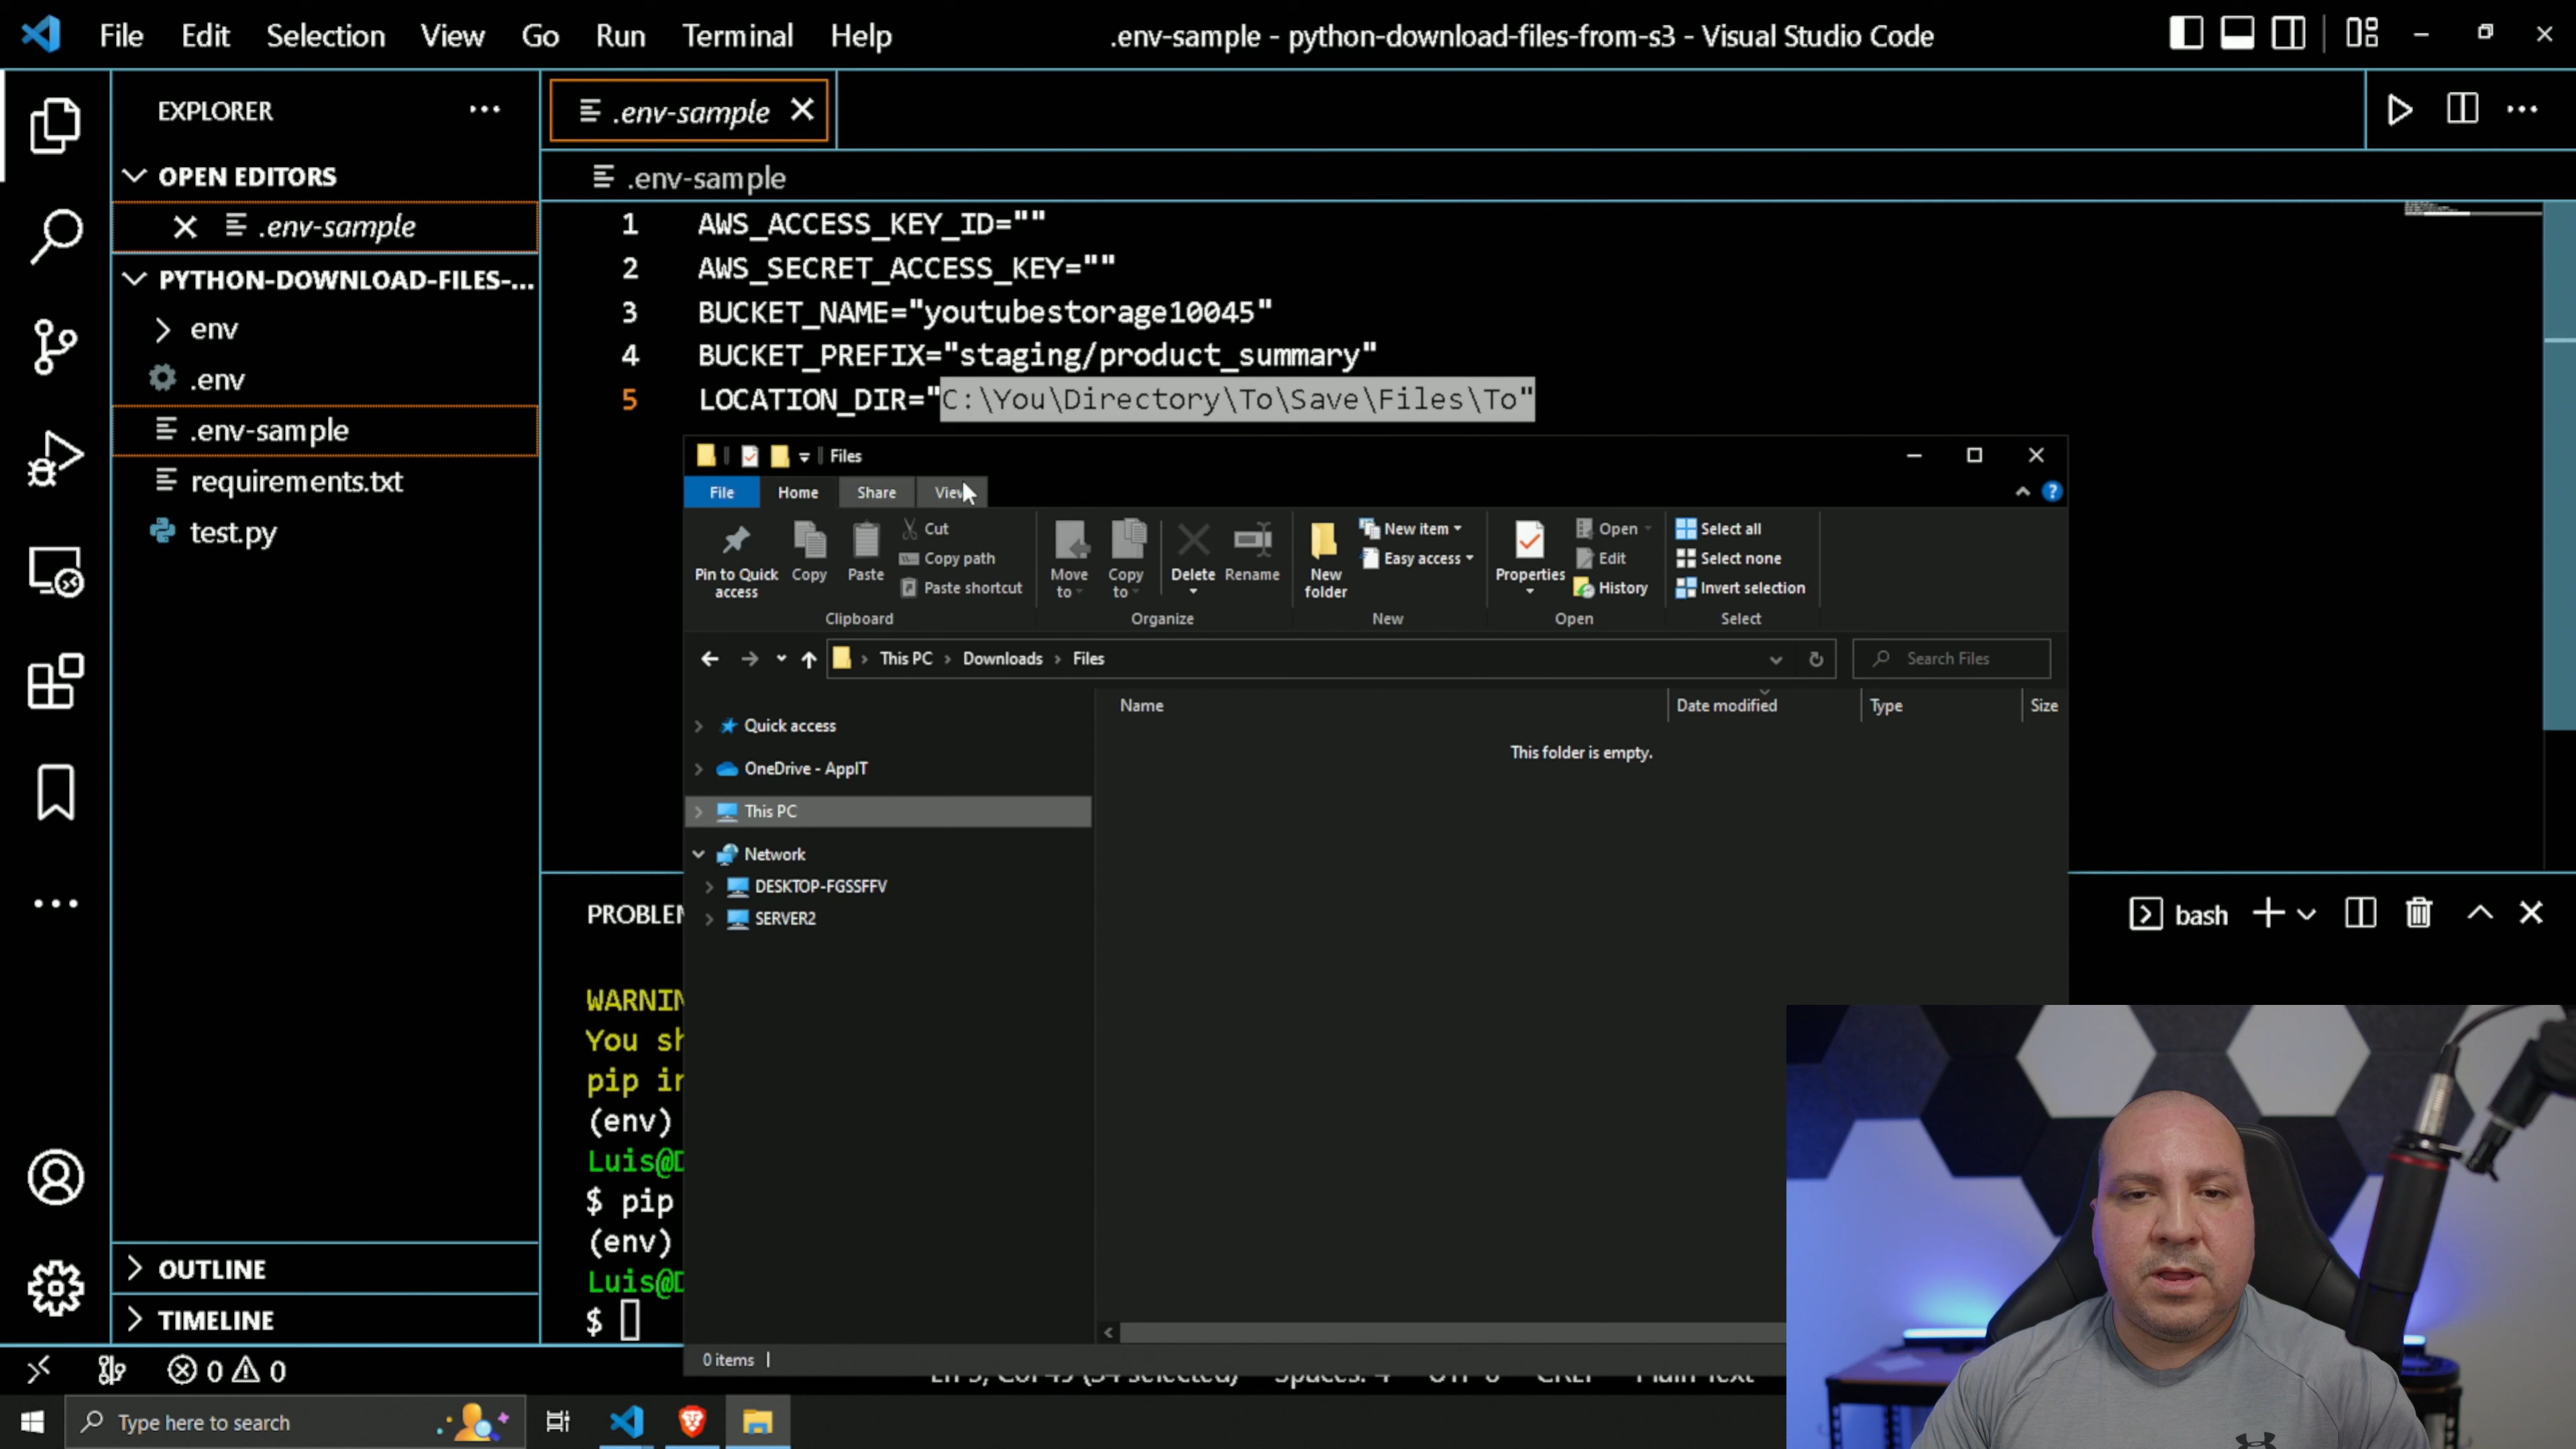 File Edit Selection View Go Run Terminal Help
.env-sample - python-download-files-from-s3 - Visual Studio Code
EXPLORER
OPEN EDITORS
.env-sample
PYTHON-DOWNLOAD-FILES-...
env
.env
.env-sample
requirements.txt
test.py
OUTLINE
TIMELINE
.env-sample
.env-sample
1 AWS_ACCESS_KEY_ID=""
2 AWS_SECRET_ACCESS_KEY=""
3 BUCKET_NAME="youtubestorage10045"
4 BUCKET_PREFIX="staging/product_summary"
5 LOCATION_DIR="C:\You\Directory\To\Save\Files\To"
Files
File Home Share View
Pin to Quick access
Copy
Paste
Cut
Copy path
Paste shortcut
Clipboard
Move to
Copy to
Delete
Rename
Organize
New folder
New item
Easy access
New
Properties
Open
Edit
History
Open
Select all
Select none
Invert selection
Select
This PC Downloads Files
Search Files
Name Date modified Type Size
This folder is empty.
Quick access
OneDrive - AppIT
This PC
Network
DESKTOP-FGSSFFV
SERVER2
0 items
bash
You
pip
(env)
$ pip
(env)
$
0 0
Type here to search